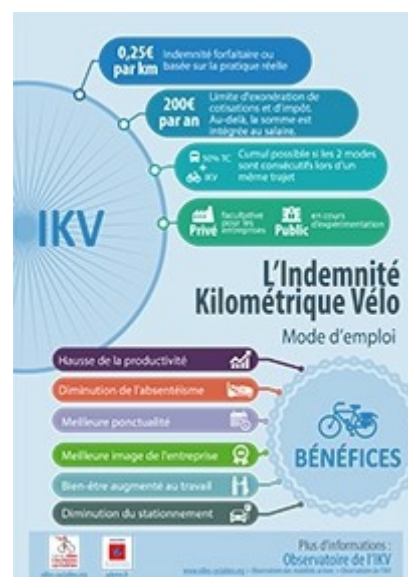 0,25€
par km
Indemnité forfaitaire ou
basée sur la pratique réelle
200€
par an
Limite d'exonération de
cotisations et d'impôt.
Au-delà, la somme est
intégrée au salaire.
50% TC
+
IKV
Cumul possible si les 2 modes
sont consécutifs lors d'un
même trajet
Privé
facultative
pour les
entreprises
Public
en cours
d'expérimentation
IKV
L'Indemnité
Kilométrique Vélo
Mode d'emploi
Hausse de la productivité
Diminution de l'absentéisme
Meilleure ponctualité
Meilleure image de l'entreprise
Bien-être augmenté au travail
Diminution du stationnement
BÉNÉFICES
Plus d'informations :
Observatoire de l'IKV